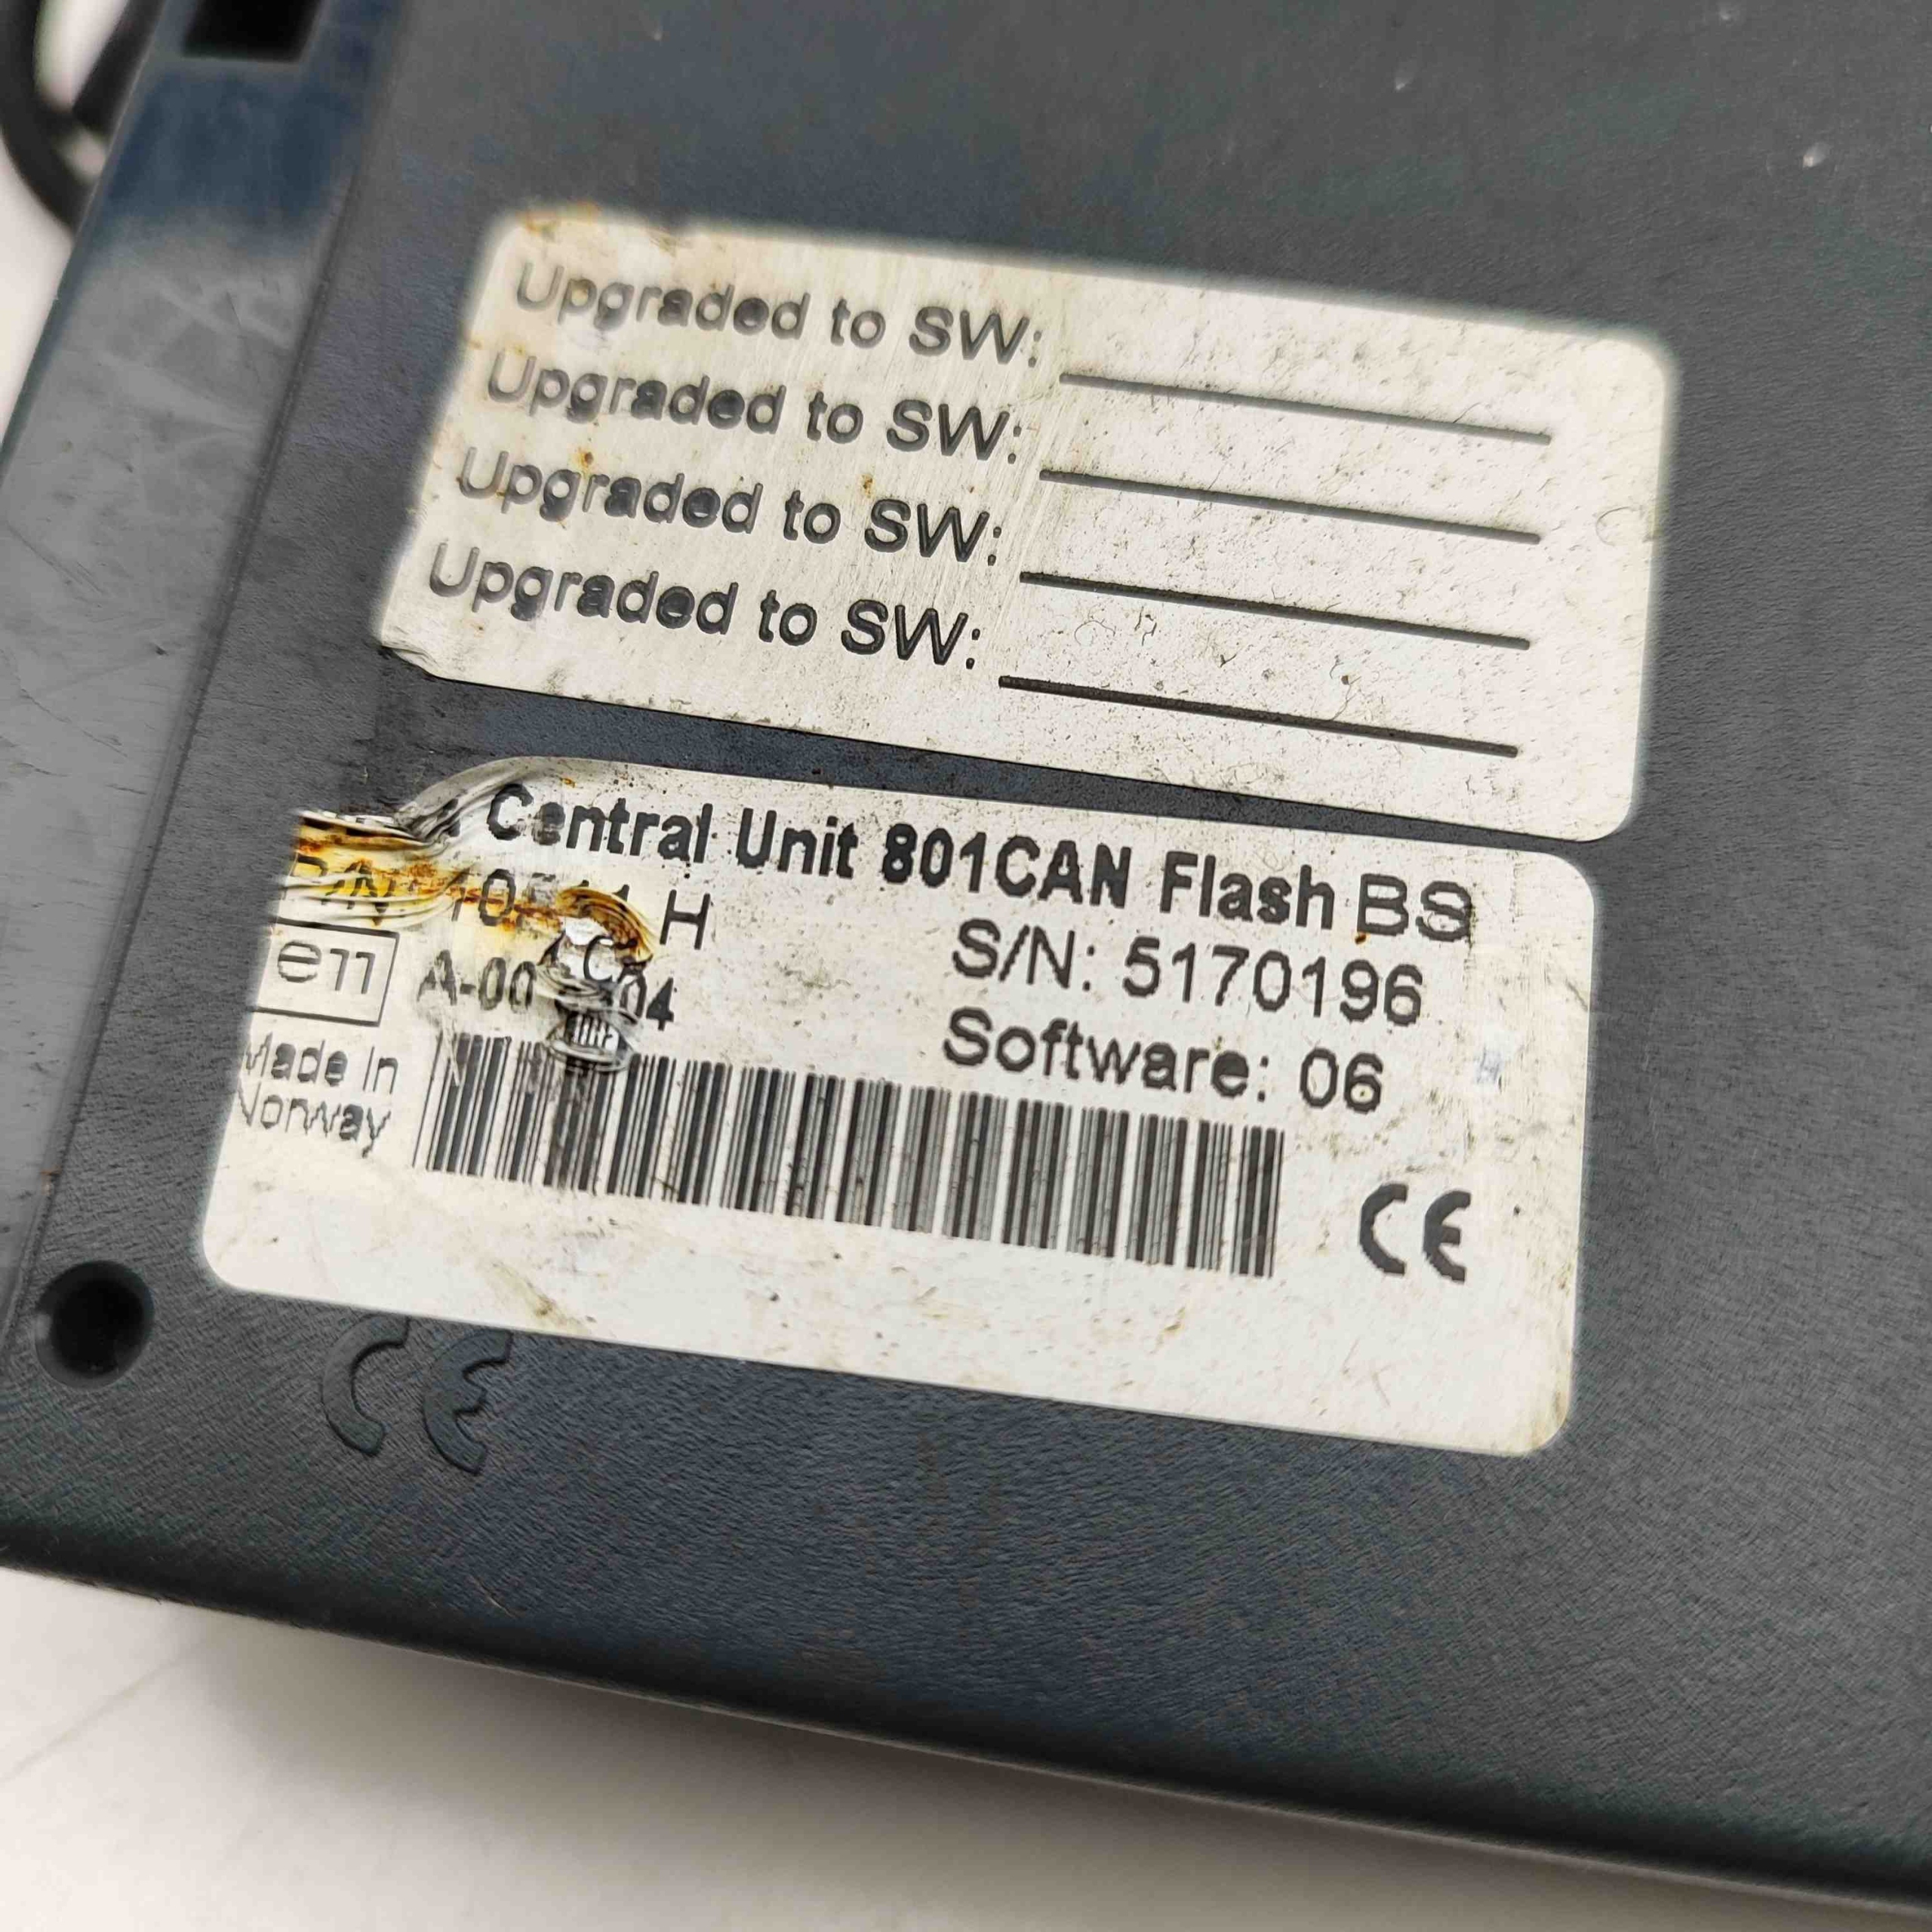 Upgraded to SW:
Upgraded to SW:
Upgraded to SW:
Upgraded to SW:
Central Unit 801CAN Flash BS
P/N H
S/N: 5170196
e11
Software: 06
Made in
Norway
CE
CE